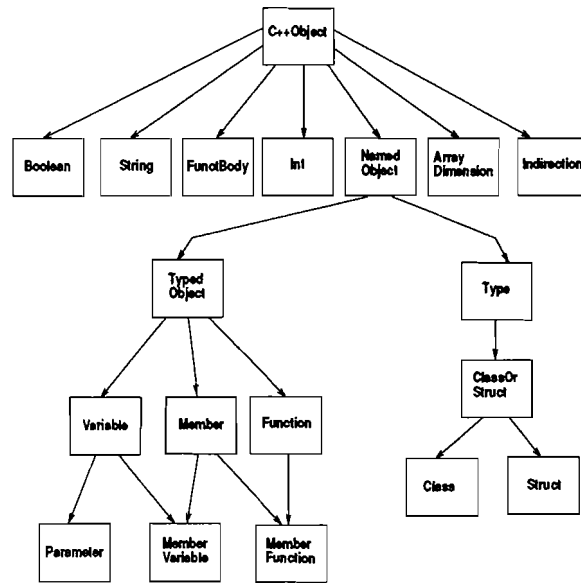 C++Object
Boolean
String
FunctBody
Int
Named
Object
Array
Dimension
Indirection
Typed
Object
Type
ClassOr
Struct
Variable
Member
Function
Class
Struct
Parameter
Member
Variable
Member
Function